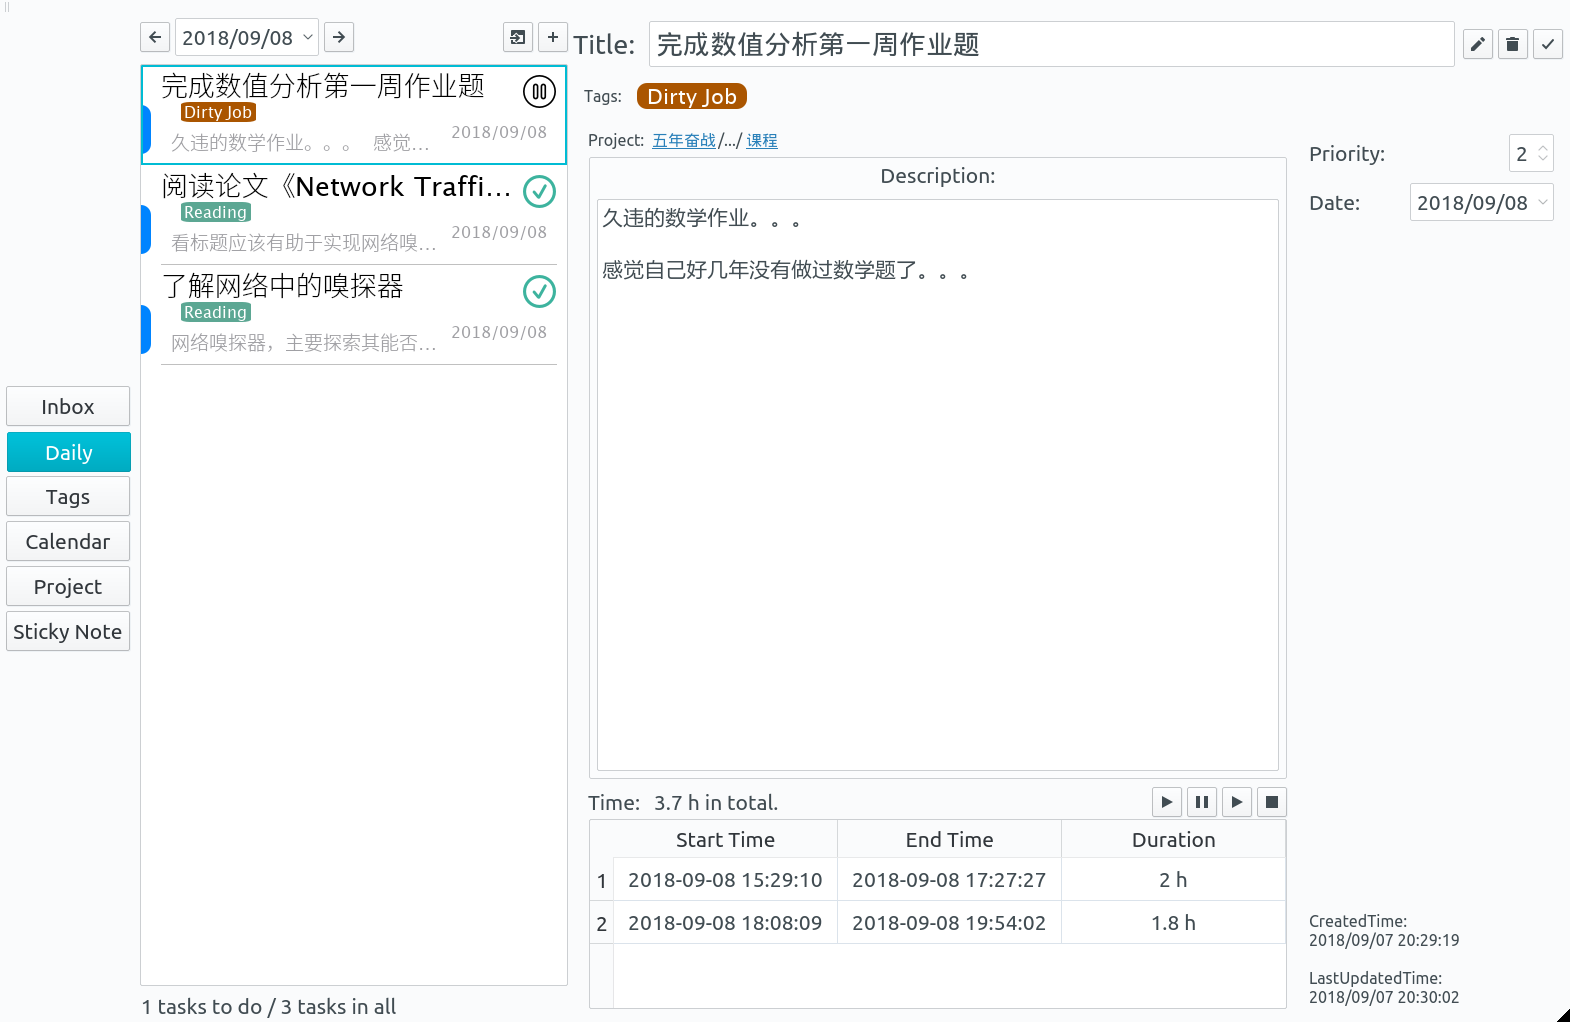 2018/09/08
完成数值分析第一周作业题
Dirty Job
久违的数学作业。。。 感觉...
2018/09/08
阅读论文《Network Traffi...
Reading
看标题应该有助于实现网络嗅...
2018/09/08
了解网络中的嗅探器
Reading
网络嗅探器，主要探索其能否...
2018/09/08
Inbox
Daily
Tags
Calendar
Project
Sticky Note
1 tasks to do / 3 tasks in all
Title: 完成数值分析第一周作业题
Tags: Dirty Job
Project: 五年奋战/.../ 课程
Description:
久违的数学作业。。。
感觉自己好几年没有做过数学题了。。。
Priority: 2
Date: 2018/09/08
Time: 3.7 h in total.
Start Time End Time Duration
1 2018-09-08 15:29:10 2018-09-08 17:27:27 2 h
2 2018-09-08 18:08:09 2018-09-08 19:54:02 1.8 h
CreatedTime:
2018/09/07 20:29:19
LastUpdatedTime:
2018/09/07 20:30:02